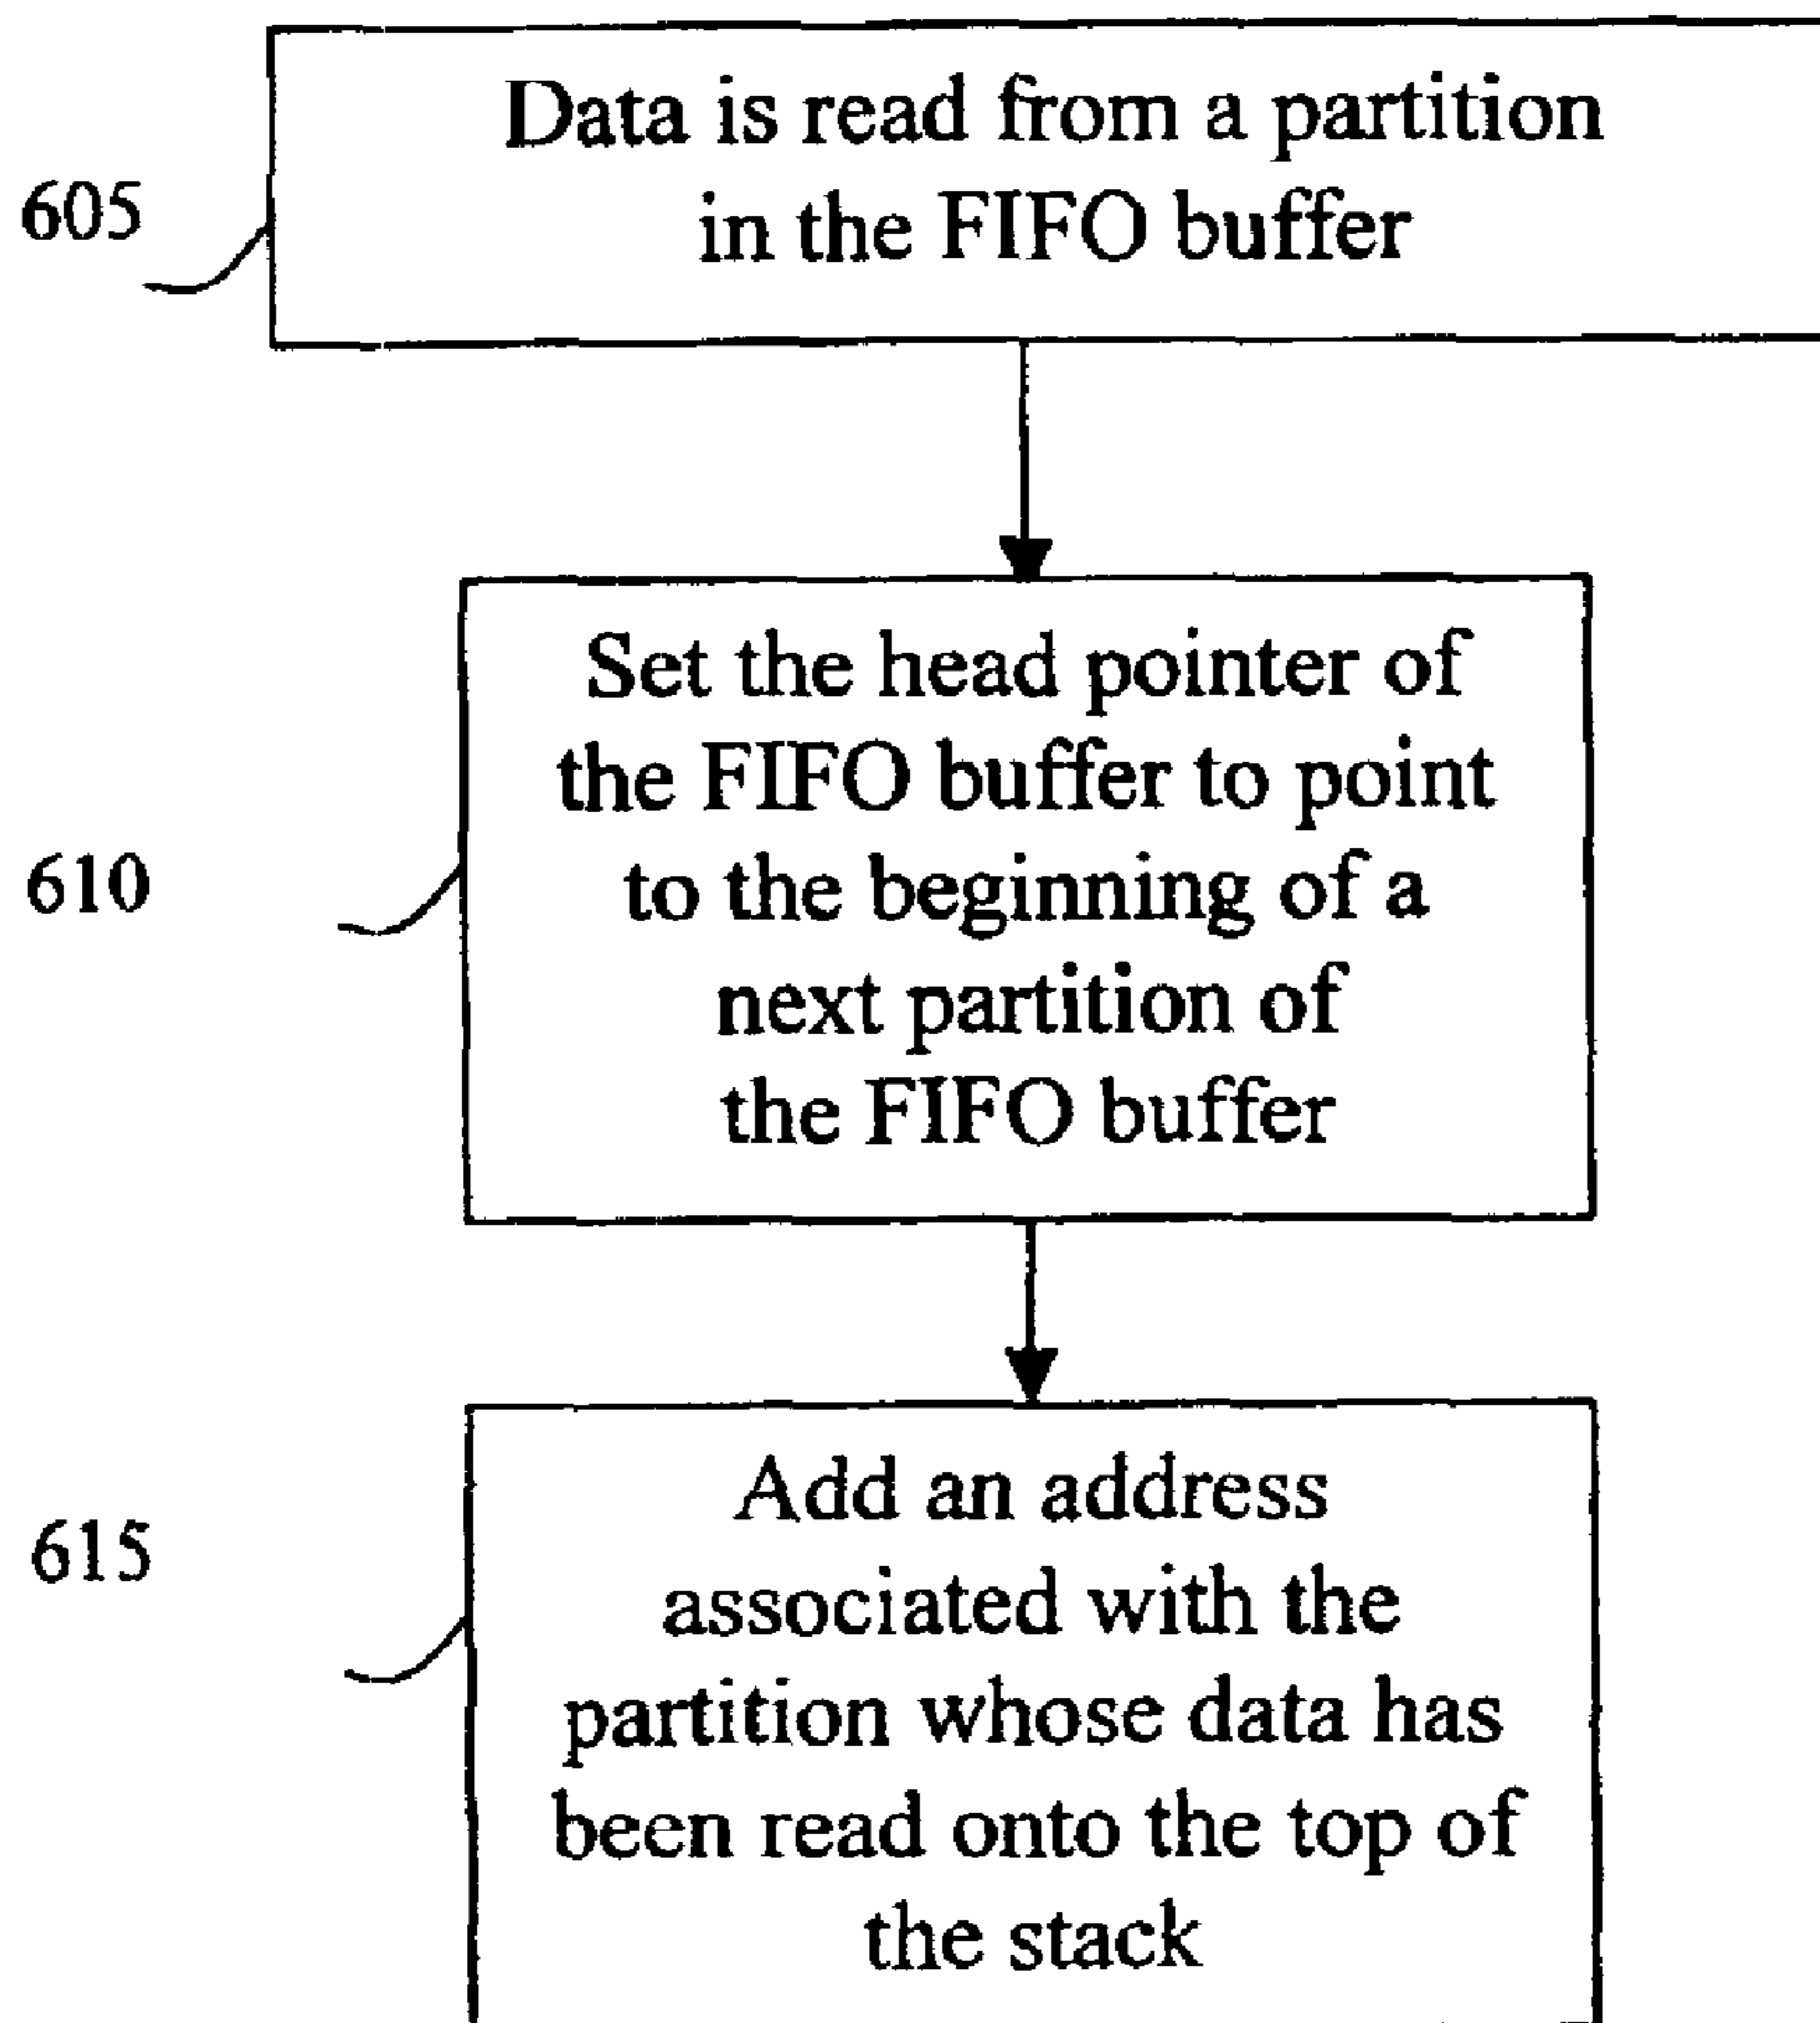 605
Data is read from a partition
in the FIFO buffer
610
Set the head pointer of
the FIFO buffer to point
to the beginning of a
next partition of
the FIFO buffer
615
Add an address
associated with the
partition whose data has
been read onto the top of
the stack